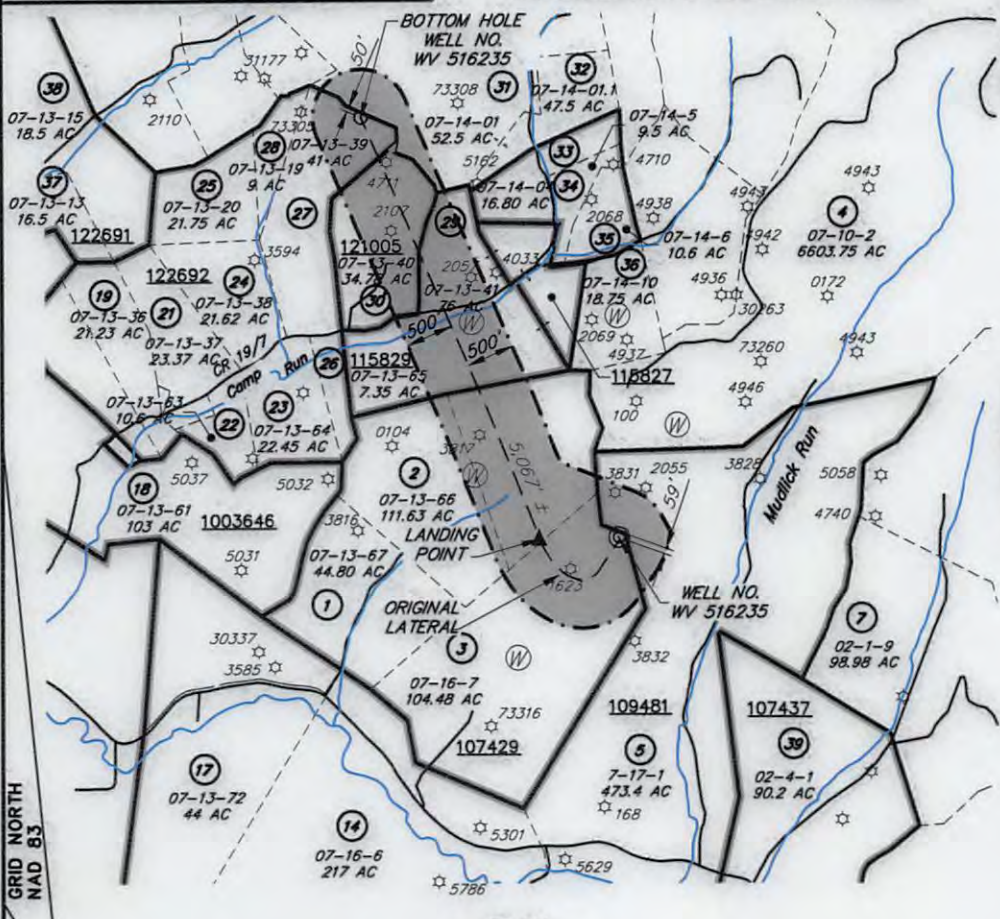 BOTTOM HOLE
WELL NO.
WV 516235
50'
31177
2110
38
07-13-15
18.5 AC
73305
73308
31
07-14-01
52.5 AC
32
07-14-01.1
47.5 AC
07-14-5
9.5 AC
4710
28
07-13-39
41 AC
07-13-19
9 AC
25
07-13-20
21.75 AC
27
37
07-13-13
16.5 AC
122691
5162
33
34
16.80 AC
4711
2107
29
2068
4938
35
4943
4942
4943
4
07-10-2
6603.75 AC
0172
07-14-6
10.6 AC
36
07-14-10
18.75 AC
4936
30263
122692
3594
121005
07-13-40
30
4033
07-13-41
76 AC
24
07-13-38
21.62 AC
19
07-13-36
21.23 AC
21
07-13-37
23.37 AC
CR 19/7
Camp Run
26
500'
500'
W
W
2069
4937
73260
4943
4946
115829
07-13-65
7.35 AC
115827
100
W
07-13-63
22
23
07-13-64
22.45 AC
0104
3817
W
5037
5032
2
07-13-66
111.63 AC
5,067' ±
3831
2055
3828
59'
Mudlick Run
5058
4740
18
07-13-61
103 AC
1003646
3816
LANDING
POINT
5031
07-13-67
44.80 AC
1
ORIGINAL
LATERAL
WELL NO.
WV 516235
30337
3585
3
07-16-7
104.48 AC
W
3832
7
02-1-9
98.98 AC
73316
107429
109481
5
7-17-1
473.4 AC
168
107437
39
02-4-1
90.2 AC
17
07-13-72
44 AC
14
07-16-6
217 AC
5301
5629
5786
GRID NORTH
NAD 83